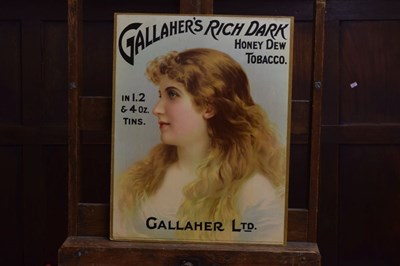 GALLAHER'S RICH DARK
HONEY DEW
TOBACCO.
IN 1.2
& 4 OZ.
TINS.
GALLAHER LTD.